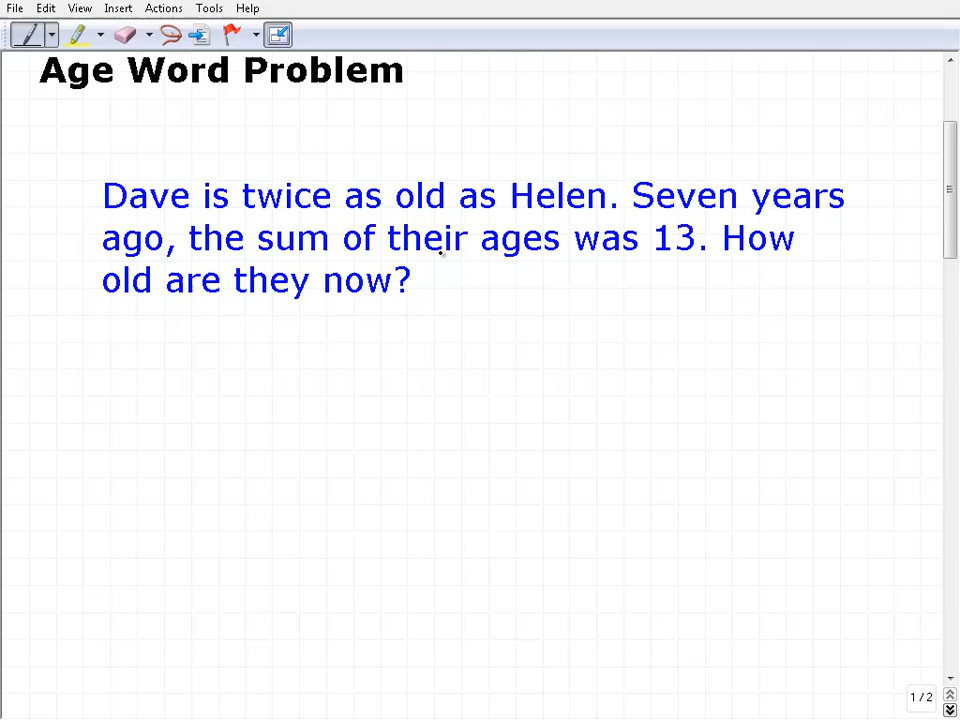 File Edit View Insert Actions Tools Help
Age Word Problem
Dave is twice as old as Helen. Seven years
ago, the sum of their ages was 13. How
old are they now?
1 / 2